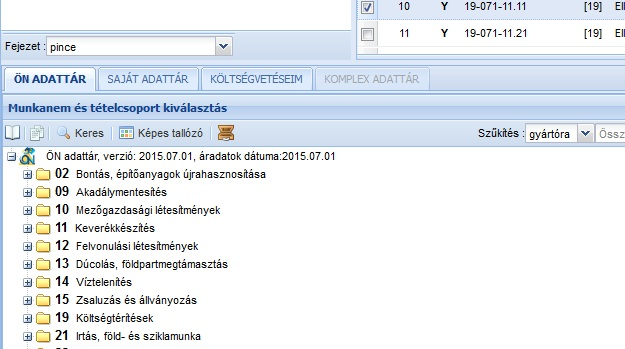 10 Y 19-071-11.11 [19]
11 Y 19-071-11.21 [19]
Fejezet : pince
ÖN ADATTÁR SAJÁT ADATTÁR KÖLTSÉGVETÉSEIM KOMPLEX ADATTÁR
Munkanem és tételcsoport kiválasztás
Keres Képes tallózó Szűkítés : gyártóra
ÖN adattár, verzió: 2015.07.01, áradatok dátuma:2015.07.01
02 Bontás, építőanyagok újrahasznosítása
09 Akadálymentesítés
10 Mezőgazdasági létesítmények
11 Keverékkészítés
12 Felvonulási létesítmények
13 Dúcolás, földpartmegtámasztás
14 Víztelenítés
15 Zsaluzás és állványozás
19 Költségtérítések
21 Irtás, föld- és sziklamunka